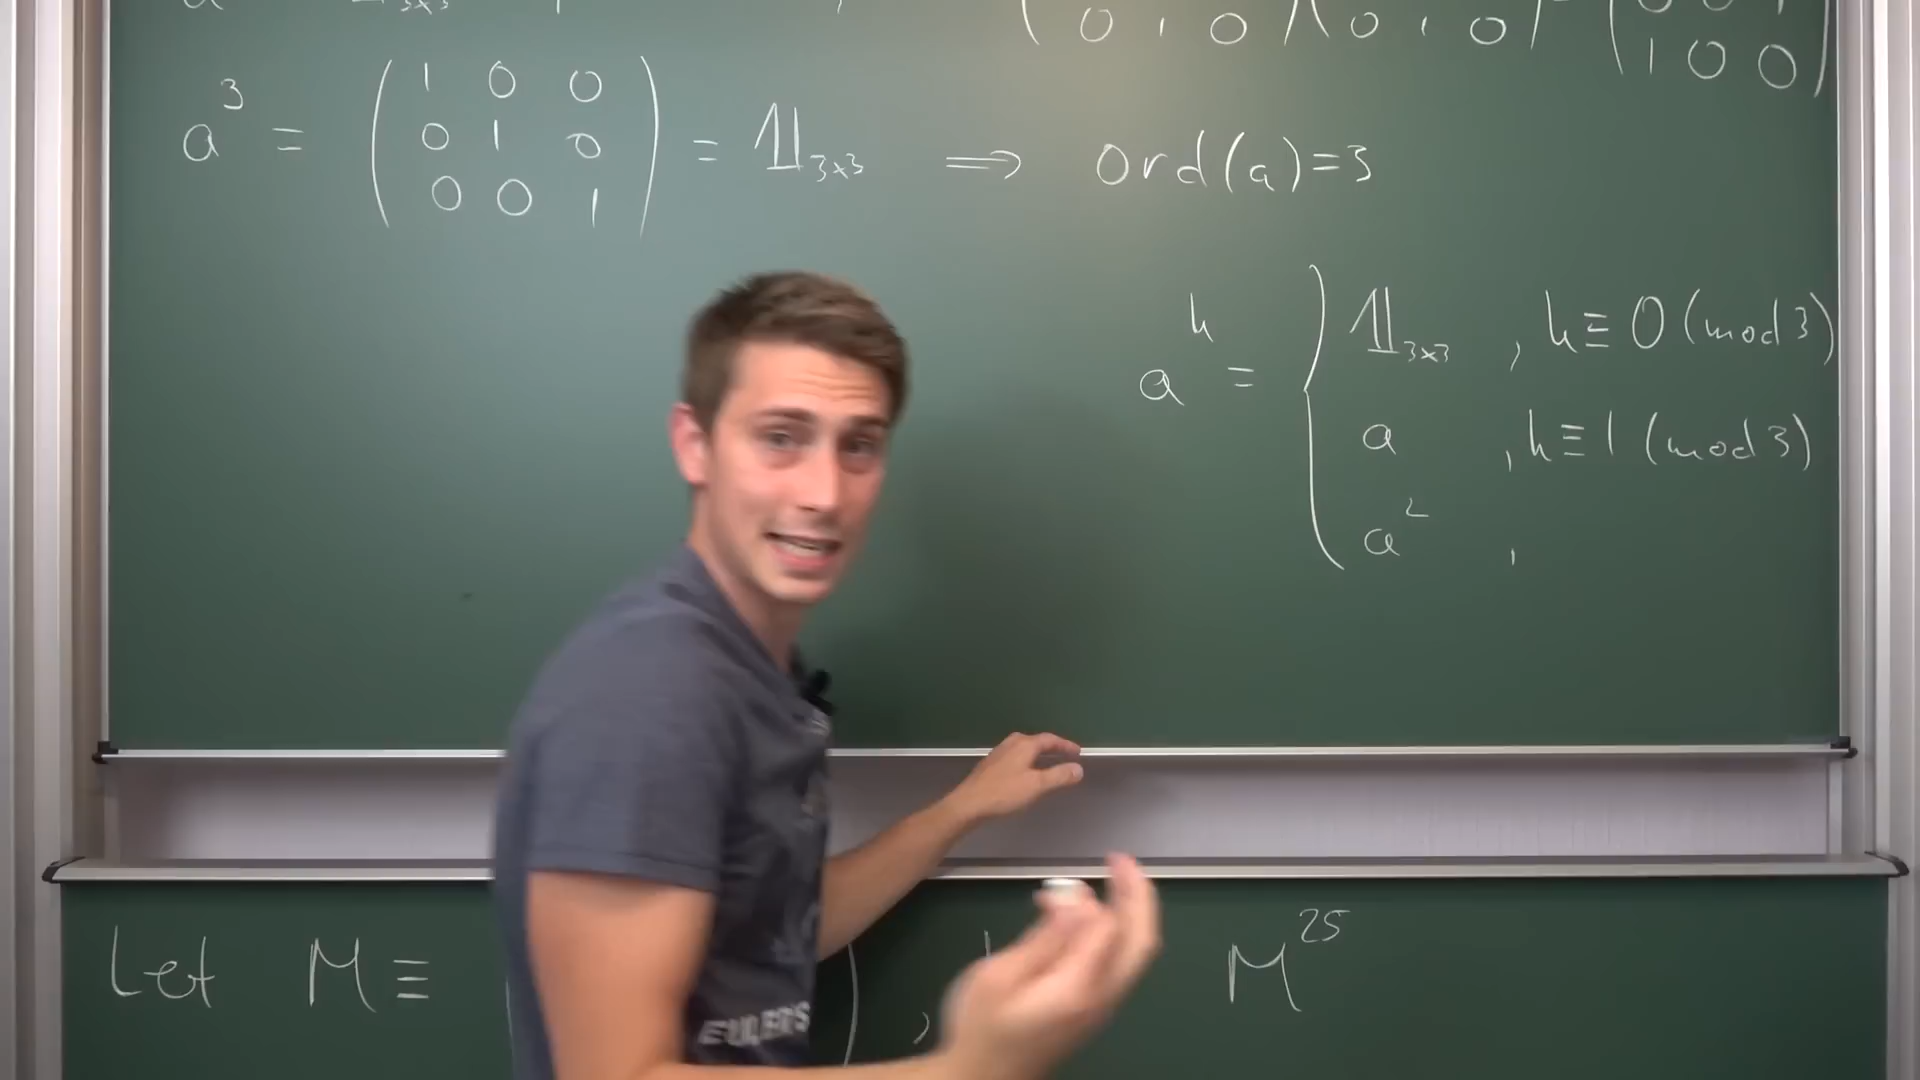 0 1 0 ) ( 0 1 0 ) = 0 0 1
1 0 0
a³ = ( 1 0 0
0 1 0
0 0 1 ) = 𝟙₃ₓ₃ ⟹ Ord(a)=3
aʰ = { 𝟙₃ₓ₃ , h ≡ 0 (mod 3)
a , h ≡ 1 (mod 3)
a² ,
Let M ≡ ( ) , M²⁵
EULER'S